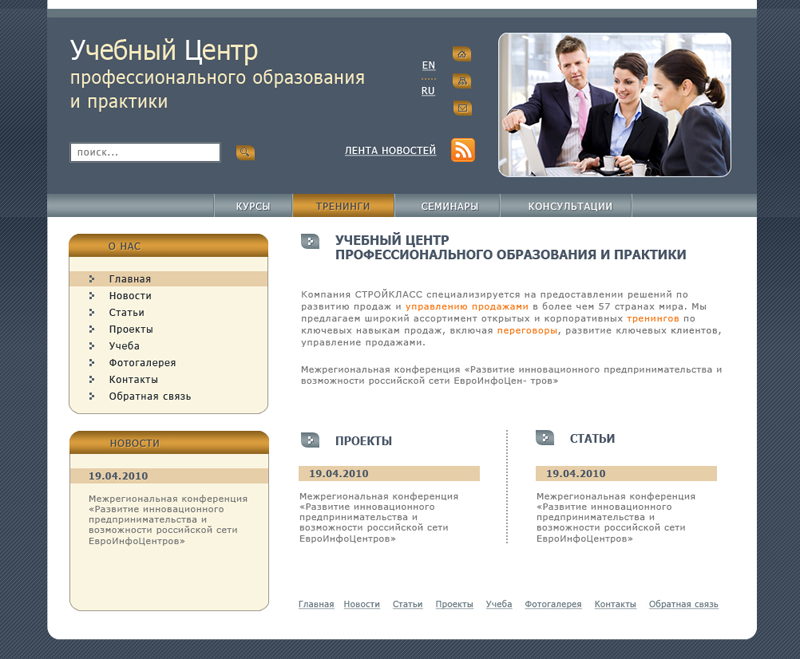 Учебный Центр
профессионального образования
и практики
EN
RU
поиск...
ЛЕНТА НОВОСТЕЙ
КУРСЫ
ТРЕНИНГИ
СЕМИНАРЫ
КОНСУЛЬТАЦИИ
О НАС
Главная
Новости
Статьи
Проекты
Учеба
Фотогалерея
Контакты
Обратная связь
УЧЕБНЫЙ ЦЕНТР
ПРОФЕССИОНАЛЬНОГО ОБРАЗОВАНИЯ И ПРАКТИКИ
Компания СТРОЙКЛАСС специализируется на предоставлении решений по
развитию продаж и управлению продажами в более чем 57 странах мира. Мы
предлагаем широкий ассортимент открытых и корпоративных тренингов по
ключевых навыкам продаж, включая переговоры, развитие ключевых клиентов,
управление продажами.
Межрегиональная конференция «Развитие инновационного предпринимательства и
возможности российской сети ЕвроИнфоЦен- тров»
НОВОСТИ
19.04.2010
Межрегиональная конференция
«Развитие инновационного
предпринимательства и
возможности российской сети
ЕвроИнфоЦентров»
ПРОЕКТЫ
19.04.2010
Межрегиональная конференция
«Развитие инновационного
предпринимательства и
возможности российской сети
ЕвроИнфоЦентров»
СТАТЬИ
19.04.2010
Межрегиональная конференция
«Развитие инновационного
предпринимательства и
возможности российской сети
ЕвроИнфоЦентров»
Главная Новости Статьи Проекты Учеба Фотогалерея Контакты Обратная связь